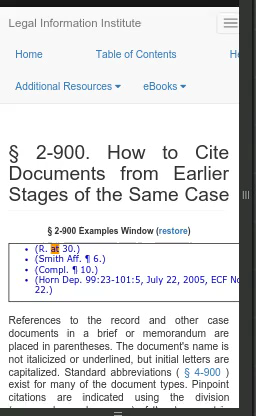 Legal Information Institute
Home Table of Contents
Additional Resources eBooks
§ 2-900. How to Cite
Documents from Earlier
Stages of the Same Case
§ 2-900 Examples Window (restore)
(R. at 30.)
(Smith Aff. ¶ 6.)
(Compl. ¶ 10.)
(Horn Dep. 99:23-101:5, July 22, 2005, ECF No
22.)
References to the record and other case
documents in a brief or memorandum are
placed in parentheses. The document's name is
not italicized or underlined, but initial letters are
capitalized. Standard abbreviations ( § 4-900 )
exist for many of the document types. Pinpoint
citations are indicated using the division